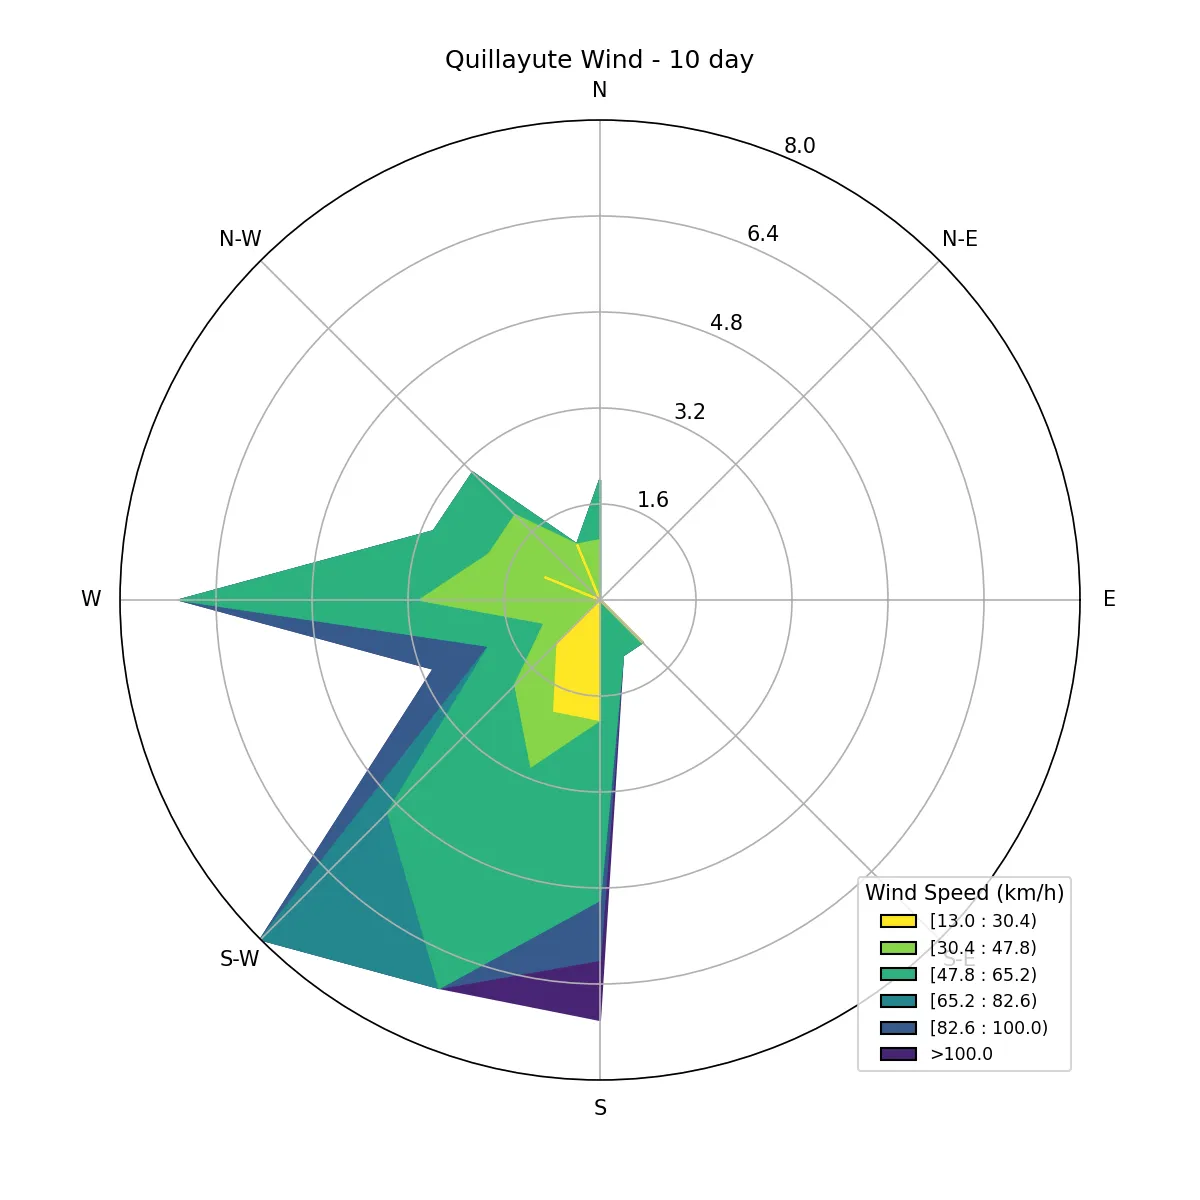 Quillayute Wind - 10 day
N
8.0
N-W
N-E
6.4
4.8
3.2
1.6
W
E
S-W
S-E
S
Wind Speed (km/h)
[13.0 : 30.4)
[30.4 : 47.8)
[47.8 : 65.2)
[65.2 : 82.6)
[82.6 : 100.0)
>100.0